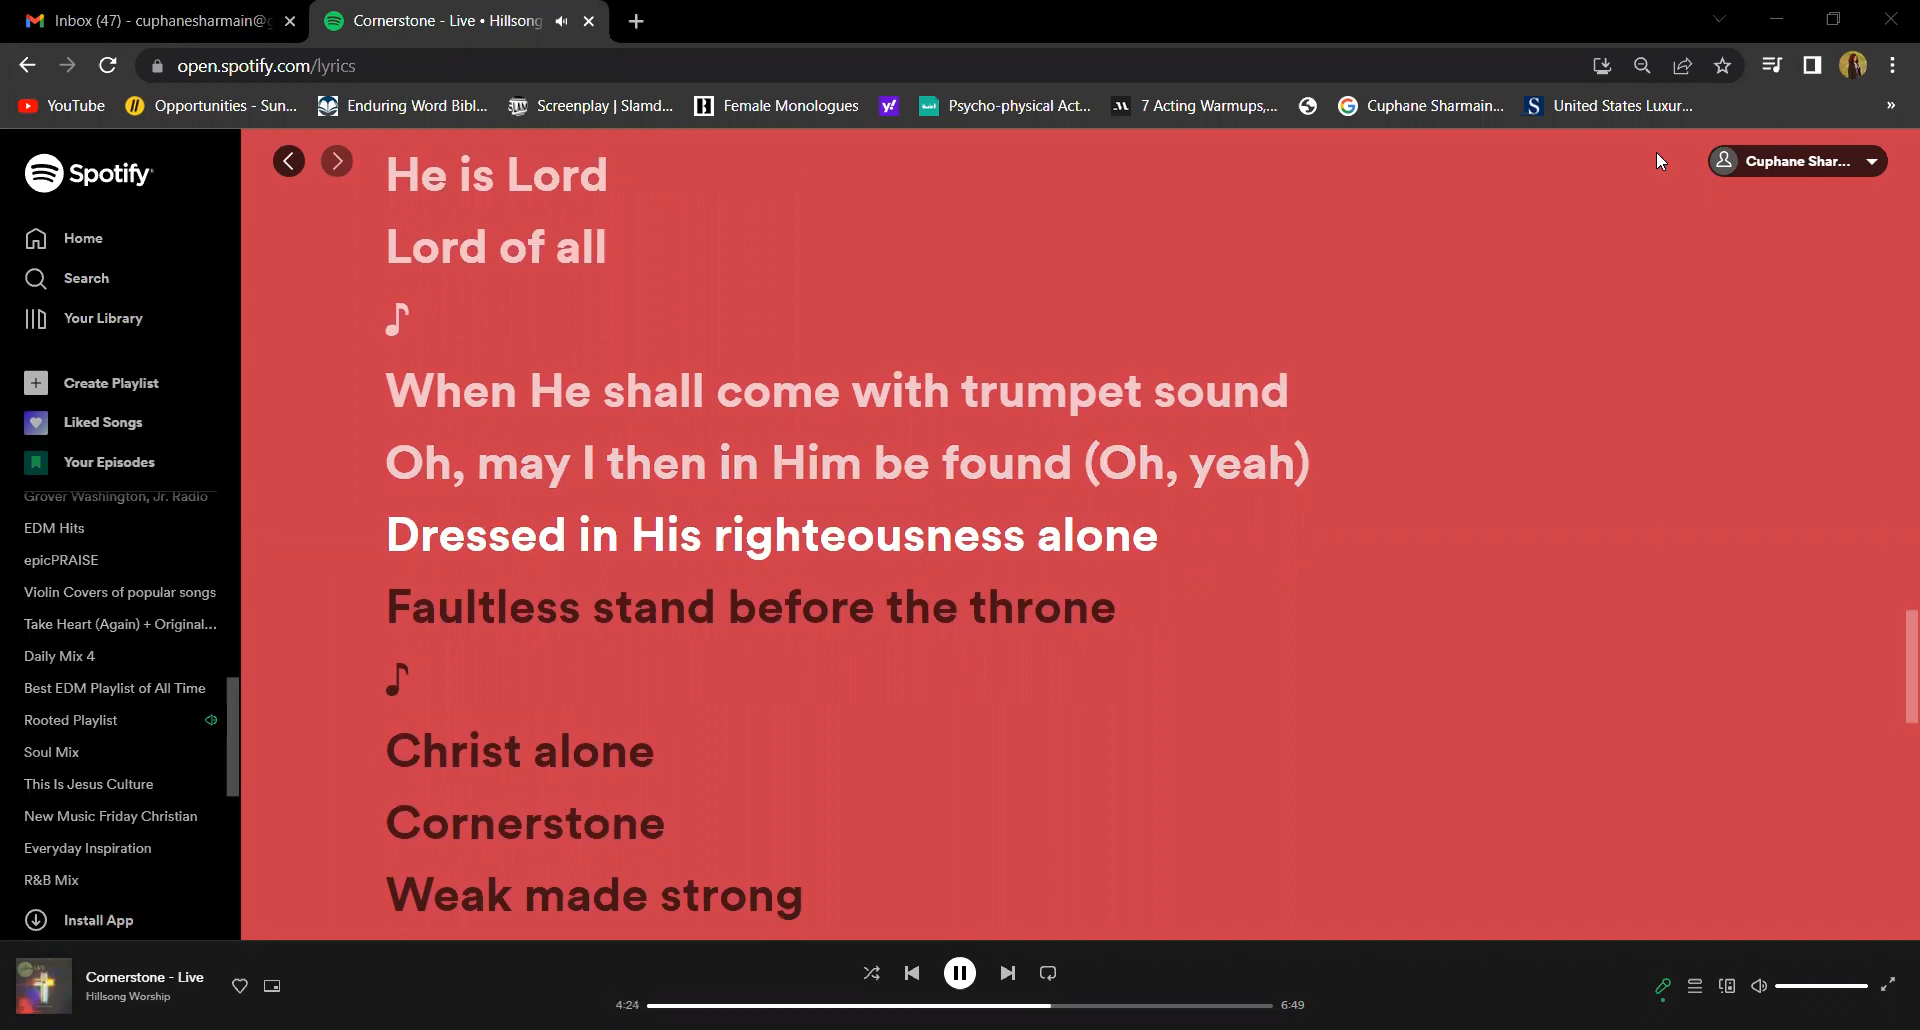 Inbox (47) - cuphanesharmain@g
Cornerstone - Live • Hillsong
open.spotify.com/lyrics
YouTube
Opportunities - Sun...
Enduring Word Bibl...
Screenplay | Slamd...
Female Monologues
Psycho-physical Act...
7 Acting Warmups,...
Cuphane Sharmain...
United States Luxur...
»
Spotify
Home
Search
Your Library
Create Playlist
Liked Songs
Your Episodes
Grover Washington, Jr. Radio
EDM Hits
epicPRAISE
Violin Covers of popular songs
Take Heart (Again) + Original...
Daily Mix 4
Best EDM Playlist of All Time
Rooted Playlist
Soul Mix
This Is Jesus Culture
New Music Friday Christian
Everyday Inspiration
R&B Mix
Install App
Cuphane Shar...
He is Lord
Lord of all
♪
When He shall come with trumpet sound
Oh, may I then in Him be found (Oh, yeah)
Dressed in His righteousness alone
Faultless stand before the throne
♪
Christ alone
Cornerstone
Weak made strong
Cornerstone - Live
Hillsong Worship
4:24
6:49